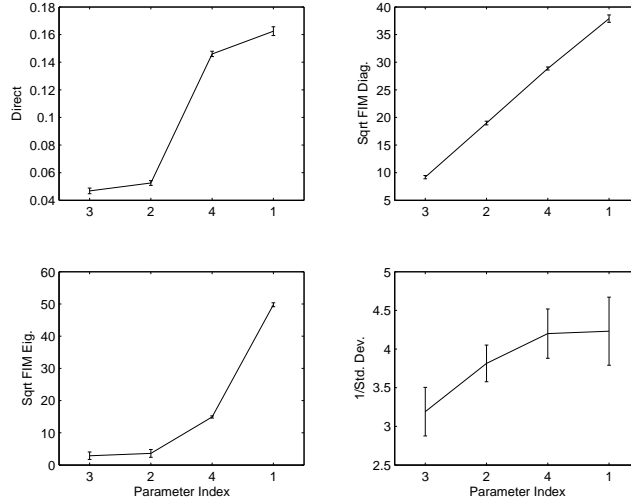 0.18
0.16
0.14
0.12
0.1
0.08
0.06
0.04
Direct
3 2 4 1
40
35
30
25
20
15
10
5
Sqrt FIM Diag.
3 2 4 1
60
50
40
30
20
10
0
Sqrt FIM Eig.
3 2 4 1
Parameter Index
5
4.5
4
3.5
3
2.5
1/Std. Dev.
3 2 4 1
Parameter Index